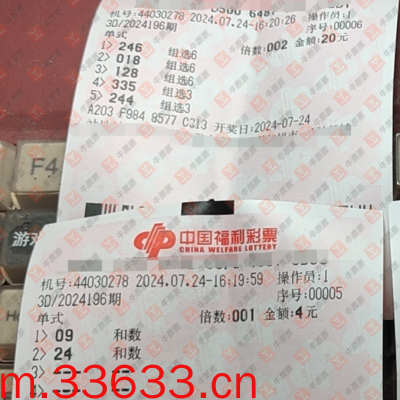 机号:44030278 2024.07.24-16:20:26 操作员:1
3D/2024196期 序号:00006
单式 倍数:002 金额:20元
1> 246 组选6
2> 018 组选6
3> 128 组选6
4> 335 组选3
5> 244 组选3
A203 F984 8577 C313 开奖日:2024-07-24
F4
游戏
中国福利彩票
CHINA WELFARE LOTTERY
机号:44030278 2024.07.24-16:19:59 操作员:1
3D/2024196期 序号:00005
单式 倍数:001 金额:4元
1> 09 和数
2> 24 和数
m.33633.cn